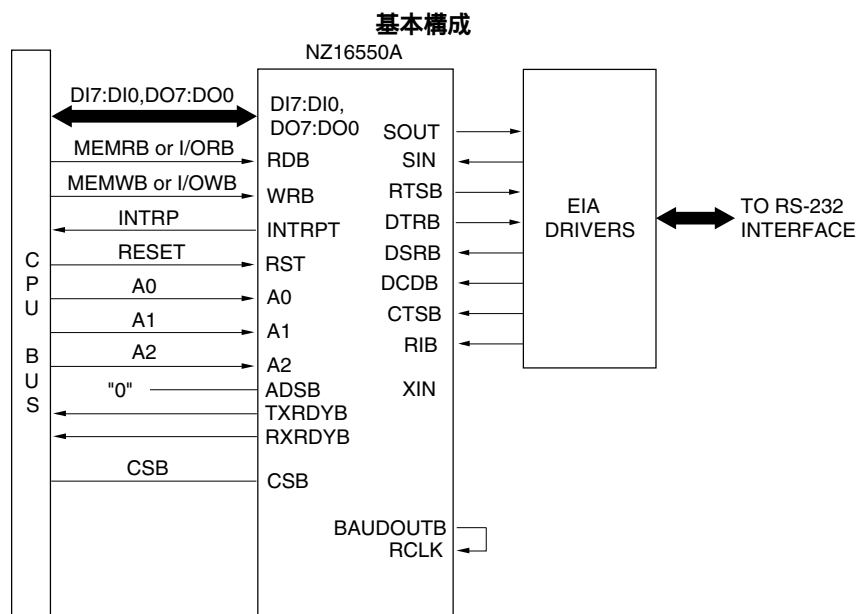 基本構成
NZ16550A
DI7:DI0,DO7:DO0
MEMRB or I/ORB
MEMWB or I/OWB
INTRP
RESET
A0
A1
A2
"0"
CSB
CPU BUS
DI7:DI0,
DO7:DO0
RDB
WRB
INTRPT
RST
A0
A1
A2
ADSB
TXRDYB
RXRDYB
CSB
SOUT
SIN
RTSB
DTRB
DSRB
DCDB
CTSB
RIB
XIN
BAUDOUTB
RCLK
EIA
DRIVERS
TO RS-232
INTERFACE